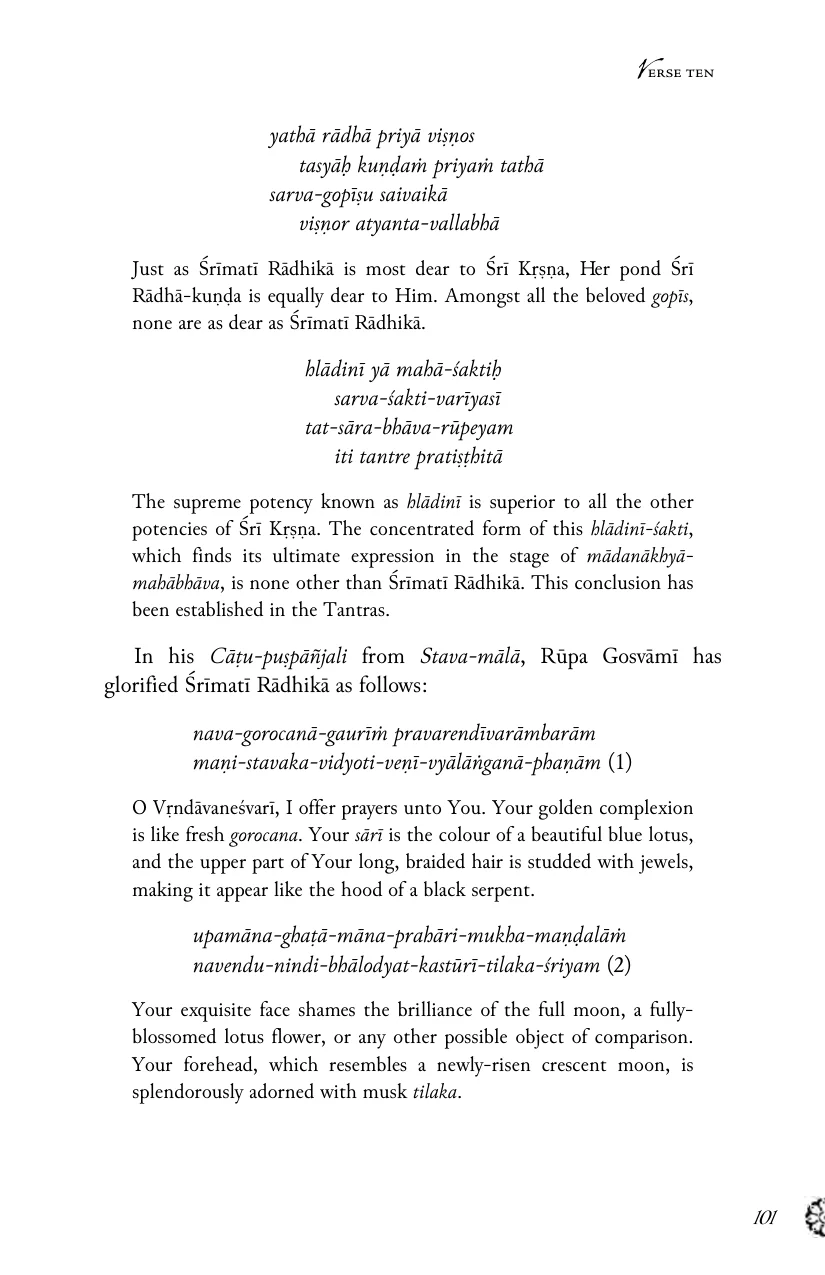 VERSE TEN
yathā rādhā priyā viṣṇos
tasyāḥ kuṇḍaṁ priyaṁ tathā
sarva-gopīṣu saivaikā
viṣṇor atyanta-vallabhā
Just as Śrīmatī Rādhikā is most dear to Śrī Kṛṣṇa, Her pond Śrī
Rādhā-kuṇḍa is equally dear to Him. Amongst all the beloved gopīs,
none are as dear as Śrīmatī Rādhikā.
hlādinī yā mahā-śaktiḥ
sarva-śakti-varīyasī
tat-sāra-bhāva-rūpeyam
iti tantre pratiṣṭhitā
The supreme potency known as hlādinī is superior to all the other
potencies of Śrī Kṛṣṇa. The concentrated form of this hlādinī-śakti,
which finds its ultimate expression in the stage of mādanākhyā-
mahābhāva, is none other than Śrīmatī Rādhikā. This conclusion has
been established in the Tantras.
In his Cāṭu-puṣpāñjali from Stava-mālā, Rūpa Gosvāmī has
glorified Śrīmatī Rādhikā as follows:
nava-gorocanā-gaurīṁ pravarendīvarāmbarām
maṇi-stavaka-vidyoti-veṇī-vyālāṅganā-phaṇām (1)
O Vṛndāvaneśvarī, I offer prayers unto You. Your golden complexion
is like fresh gorocana. Your sārī is the colour of a beautiful blue lotus,
and the upper part of Your long, braided hair is studded with jewels,
making it appear like the hood of a black serpent.
upamāna-ghaṭā-māna-prahāri-mukha-maṇḍalāṁ
navendu-nindi-bhālodyat-kastūrī-tilaka-śriyam (2)
Your exquisite face shames the brilliance of the full moon, a fully-
blossomed lotus flower, or any other possible object of comparison.
Your forehead, which resembles a newly-risen crescent moon, is
splendorously adorned with musk tilaka.
101